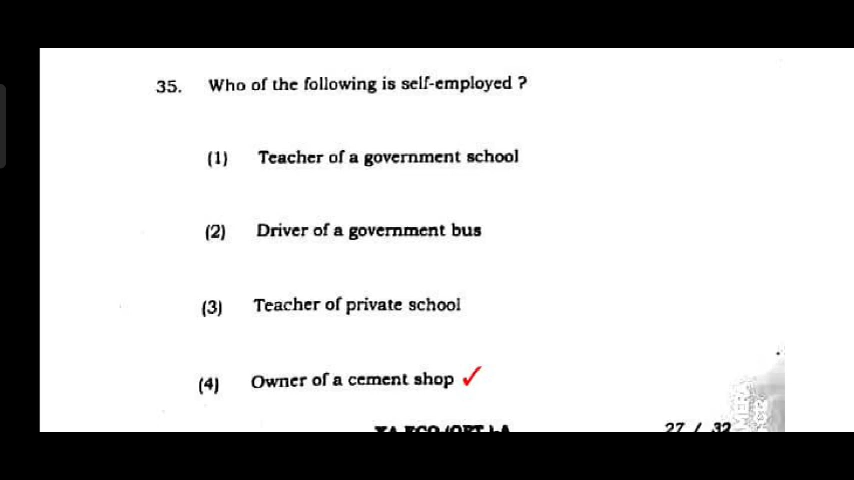 35. Who of the following is self-employed ?
(1) Teacher of a government school
(2) Driver of a government bus
(3) Teacher of private school
(4) Owner of a cement shop ✓
27 / 32